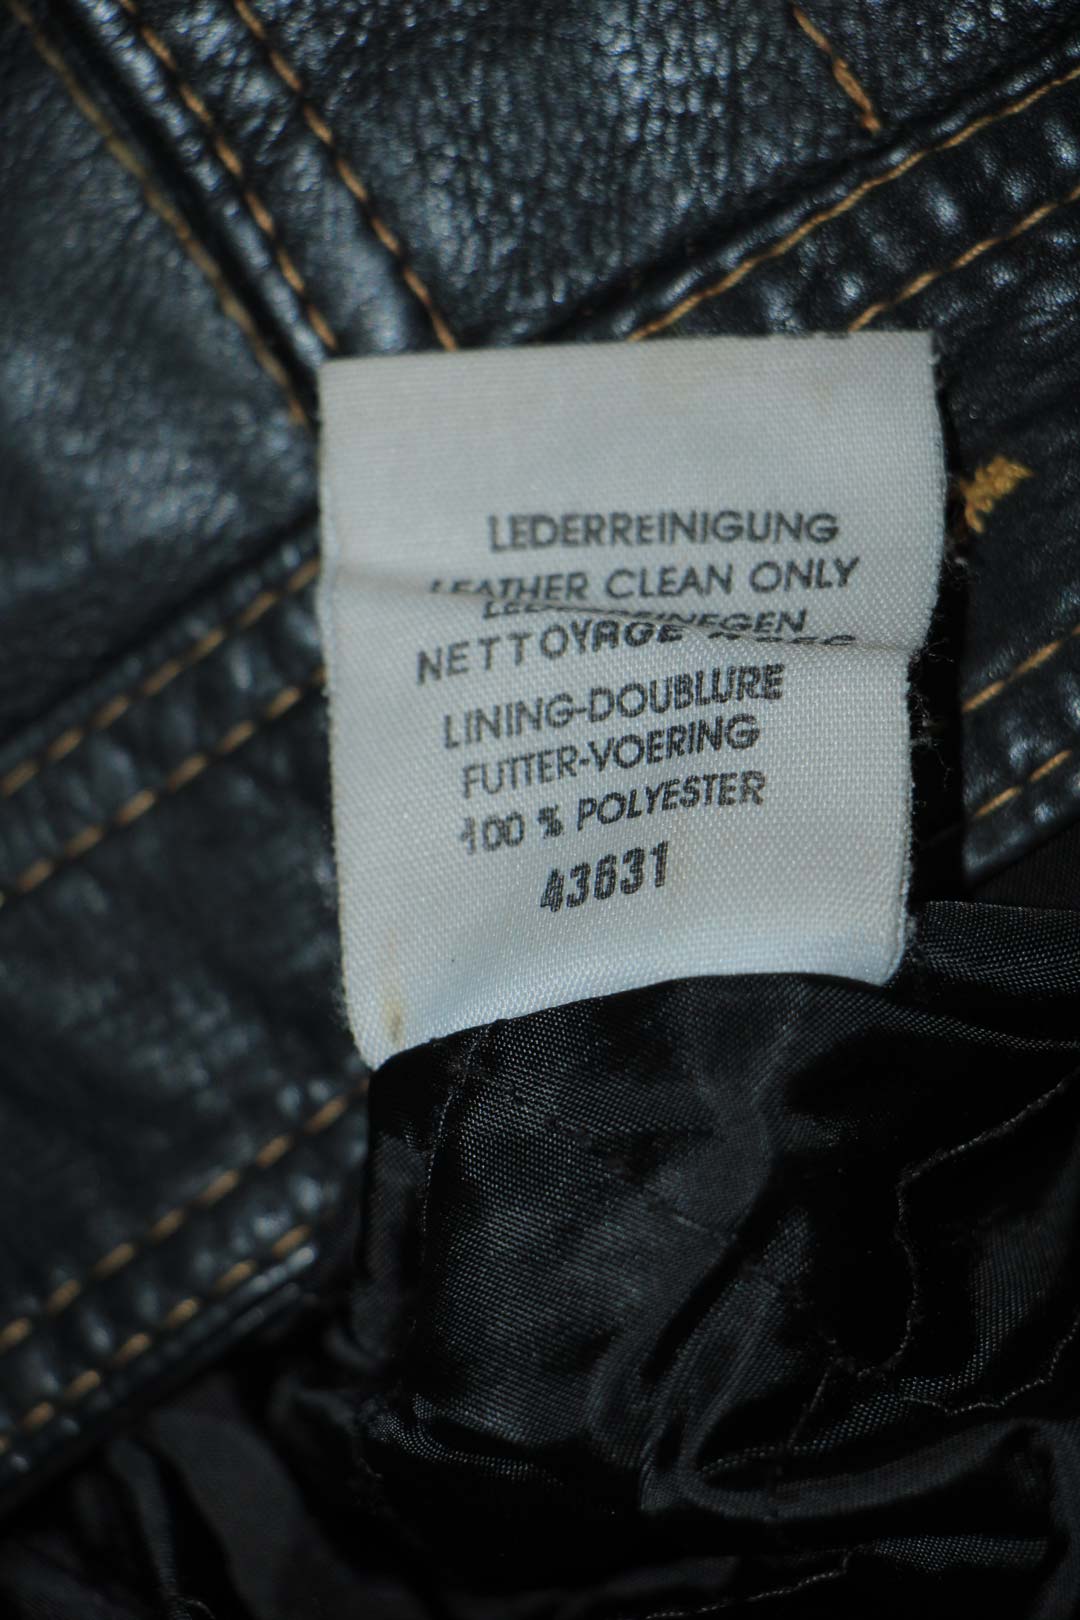 LEDERREINIGUNG
LEATHER CLEAN ONLY
NETTOYAGE
LINING-DOUBLURE
FUTTER-VOERING
100 % POLYESTER
43631